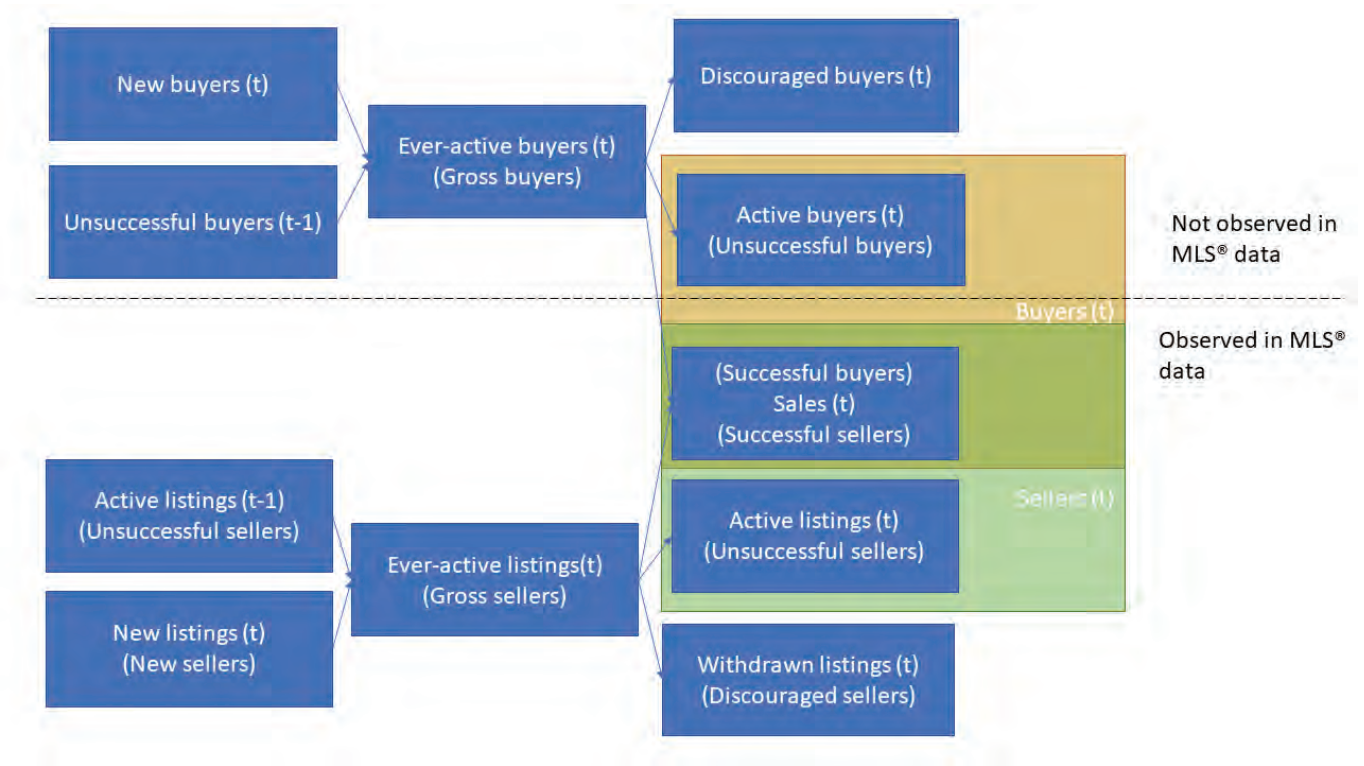 New buyers (t)
Unsuccessful buyers (t-1)
Ever-active buyers (t)
(Gross buyers)
Discouraged buyers (t)
Active buyers (t)
(Unsuccessful buyers)
Not observed in
MLS® data
Buyers (t)
Observed in MLS®
data
(Successful buyers)
Sales (t)
(Successful sellers)
Active listings (t-1)
(Unsuccessful sellers)
New listings (t)
(New sellers)
Ever-active listings(t)
(Gross sellers)
Sellers (t)
Active listings (t)
(Unsuccessful sellers)
Withdrawn listings (t)
(Discouraged sellers)